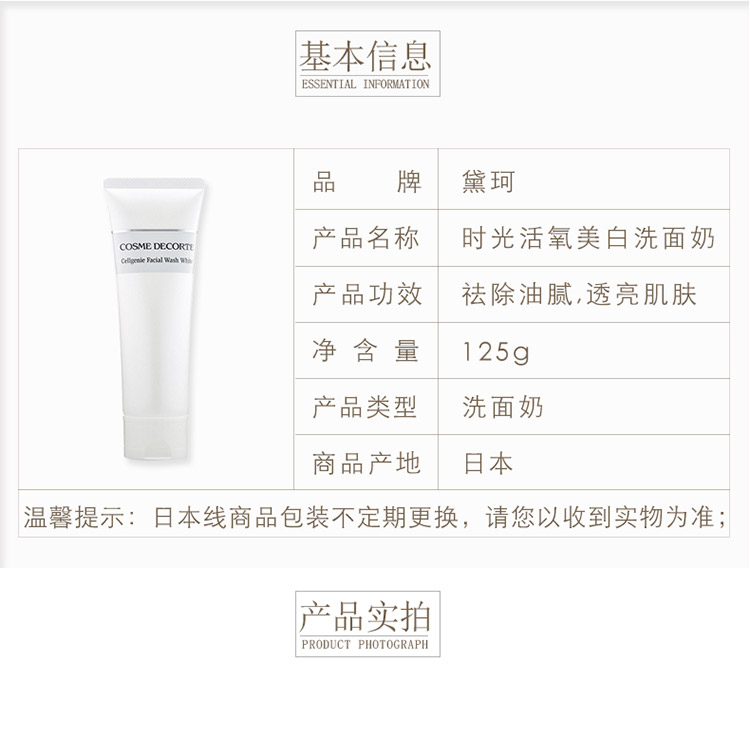 基本信息
ESSENTIAL INFORMATION
COSME DECORTE
Cellgenie Facial Wash White
品牌 黛珂
产品名称 时光活氧美白洗面奶
产品功效 祛除油腻,透亮肌肤
净含量 125g
产品类型 洗面奶
商品产地 日本
温馨提示：日本线商品包装不定期更换，请您以收到实物为准；
产品实拍
PRODUCT PHOTOGRAPH